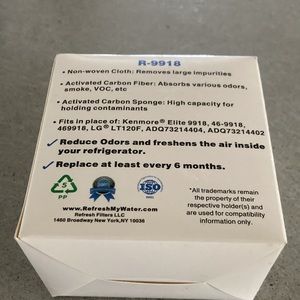 R-9918
• Non-woven Cloth: Removes large impurities
• Activated Carbon Fiber: Absorbs various odors,
smoke, VOC, etc
• Activated Carbon Sponge: High capacity for
holding contaminants
• Fits in place of: Kenmore® Elite 9918, 46-9918,
469918, LG® LT120F, ADQ73214404, ADQ73214402
✓ Reduce Odors and freshens the air inside
your refrigerator.
✓ Replace at least every 6 months.
5
PP
ISO
www.RefreshMyWater.com
Refresh Filters LLC
1460 Broadway New York,NY 10036
*All trademarks remain
the property of their
respective holder(s) and
are used for compatibility
information only.